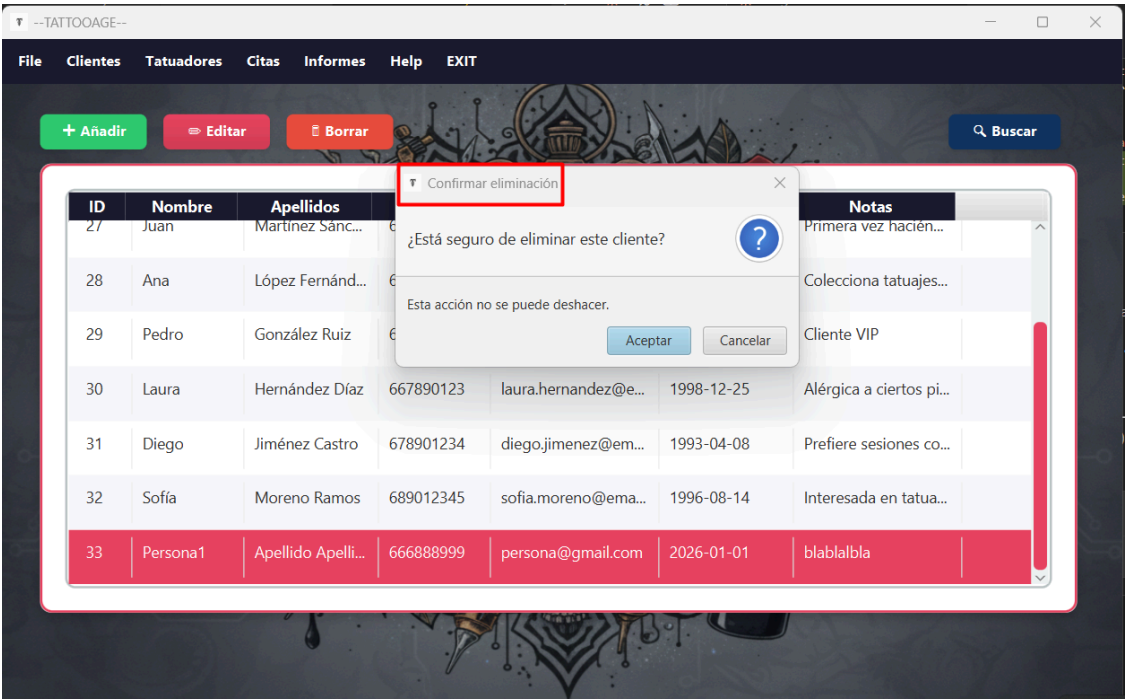 --TATTOOAGE--
File Clientes Tatuadores Citas Informes Help EXIT
+ Añadir Editar Borrar Buscar
Confirmar eliminación
¿Está seguro de eliminar este cliente?
Esta acción no se puede deshacer.
Aceptar Cancelar
ID Nombre Apellidos Notas
27 Juan Martínez Sánc... 6 Primera vez hacién...
28 Ana López Fernánd... 6 Colecciona tatuajes...
29 Pedro González Ruiz 6 Cliente VIP
30 Laura Hernández Díaz 667890123 laura.hernandez@e... 1998-12-25 Alérgica a ciertos pi...
31 Diego Jiménez Castro 678901234 diego.jimenez@em... 1993-04-08 Prefiere sesiones co...
32 Sofía Moreno Ramos 689012345 sofia.moreno@ema... 1996-08-14 Interesada en tatua...
33 Persona1 Apellido Apelli... 666888999 persona@gmail.com 2026-01-01 blablalbla